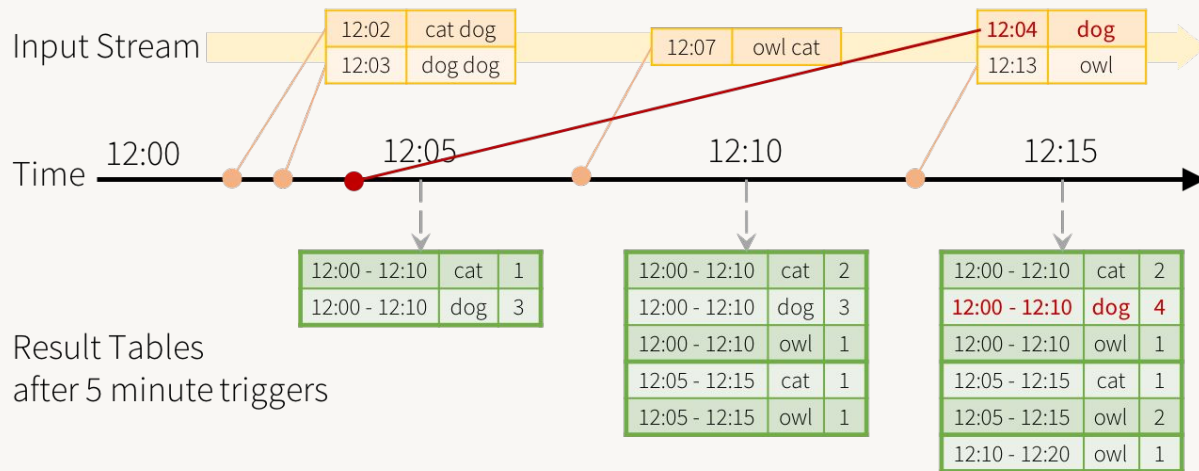 Input Stream
12:02 cat dog
12:03 dog dog
12:07 owl cat
12:04 dog
12:13 owl
Time
12:00
12:05
12:10
12:15
12:00 - 12:10 cat 1
12:00 - 12:10 dog 3
12:00 - 12:10 cat 2
12:00 - 12:10 dog 3
12:00 - 12:10 owl 1
12:05 - 12:15 cat 1
12:05 - 12:15 owl 1
12:00 - 12:10 cat 2
12:00 - 12:10 dog 4
12:00 - 12:10 owl 1
12:05 - 12:15 cat 1
12:05 - 12:15 owl 2
12:10 - 12:20 owl 1
Result Tables
after 5 minute triggers